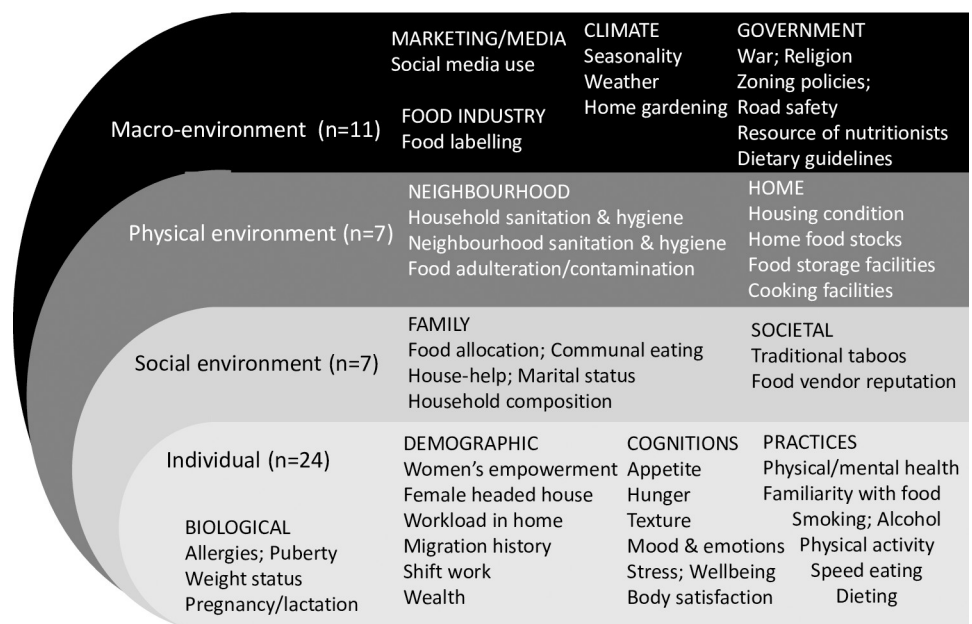 Macro-environment (n=11)
MARKETING/MEDIA
Social media use
FOOD INDUSTRY
Food labelling
CLIMATE
Seasonality
Weather
Home gardening
GOVERNMENT
War; Religion
Zoning policies;
Road safety
Resource of nutritionists
Dietary guidelines
Physical environment (n=7)
NEIGHBOURHOOD
Household sanitation & hygiene
Neighbourhood sanitation & hygiene
Food adulteration/contamination
HOME
Housing condition
Home food stocks
Food storage facilities
Cooking facilities
Social environment (n=7)
FAMILY
Food allocation; Communal eating
House-help; Marital status
Household composition
SOCIETAL
Traditional taboos
Food vendor reputation
Individual (n=24)
BIOLOGICAL
Allergies; Puberty
Weight status
Pregnancy/lactation
DEMOGRAPHIC
Women's empowerment
Female headed house
Workload in home
Migration history
Shift work
Wealth
COGNITIONS
Appetite
Hunger
Texture
Mood & emotions
Stress; Wellbeing
Body satisfaction
PRACTICES
Physical/mental health
Familiarity with food
Smoking; Alcohol
Physical activity
Speed eating
Dieting